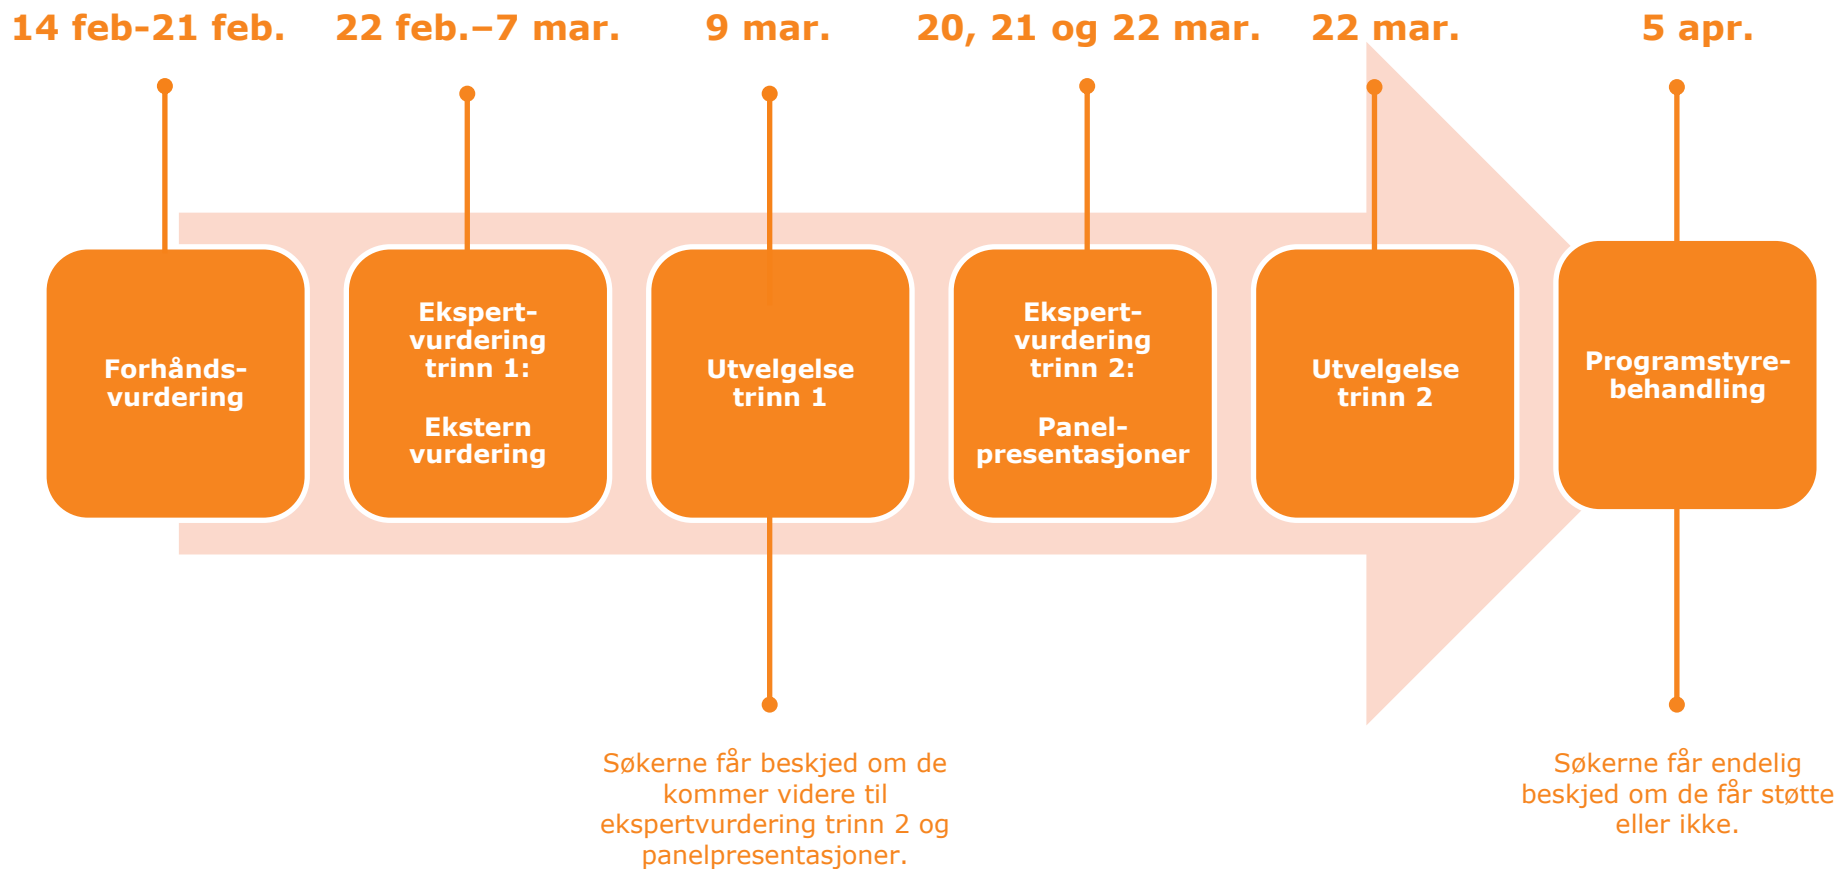 14 feb-21 feb.
22 feb.–7 mar.
9 mar.
20, 21 og 22 mar.
22 mar.
5 apr.
Forhånds-
vurdering
Ekspert-
vurdering
trinn 1:
Ekstern
vurdering
Utvelgelse
trinn 1
Ekspert-
vurdering
trinn 2:
Panel-
presentasjoner
Utvelgelse
trinn 2
Programstyre-
behandling
Søkerne får beskjed om de
kommer videre til
ekspertvurdering trinn 2 og
panelpresentasjoner.
Søkerne får endelig
beskjed om de får støtte
eller ikke.